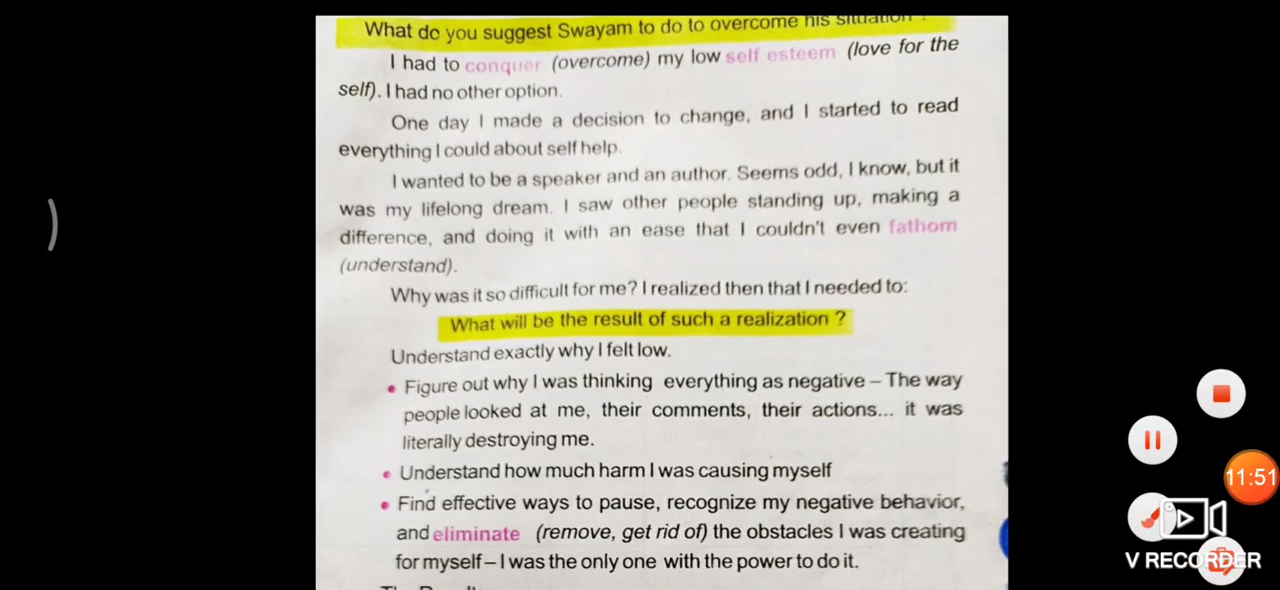 What do you suggest Swayam to do to overcome his situation ?
I had to conquer (overcome) my low self esteem (love for the
self). I had no other option.
One day I made a decision to change, and I started to read
everything I could about self help.
I wanted to be a speaker and an author. Seems odd, I know, but it
was my lifelong dream. I saw other people standing up, making a
difference, and doing it with an ease that I couldn't even fathom
(understand).
Why was it so difficult for me? I realized then that I needed to:
What will be the result of such a realization ?
Understand exactly why I felt low.
• Figure out why I was thinking everything as negative – The way
people looked at me, their comments, their actions... it was
literally destroying me.
• Understand how much harm I was causing myself
• Find effective ways to pause, recognize my negative behavior,
and eliminate (remove, get rid of) the obstacles I was creating
for myself – I was the only one with the power to do it.
11:51
V RECORDER